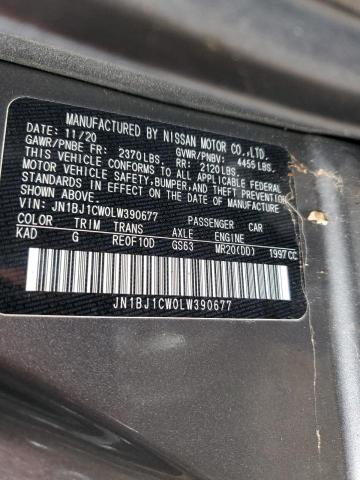 MANUFACTURED BY NISSAN MOTOR CO.,LTD.
DATE: 11/20 GVWR/PNBV: 4455 LBS.
GAWR/PNBE FR: 2370LBS. RR: 2120LBS.
THIS VEHICLE CONFORMS TO ALL APPLICABLE FEDERAL
MOTOR VEHICLE SAFETY,BUMPER,AND THEFT PREVENTION
STANDARDS IN EFFECT ON THE DATE OF MANUFACTURE
SHOWN ABOVE.
VIN: JN1BJ1CW0LW390677 PASSENGER CAR
COLOR TRIM TRANS AXLE ENGINE
KAD G RE0F10D GS63 MR20(DD) 1997CC
JN1BJ1CW0LW390677